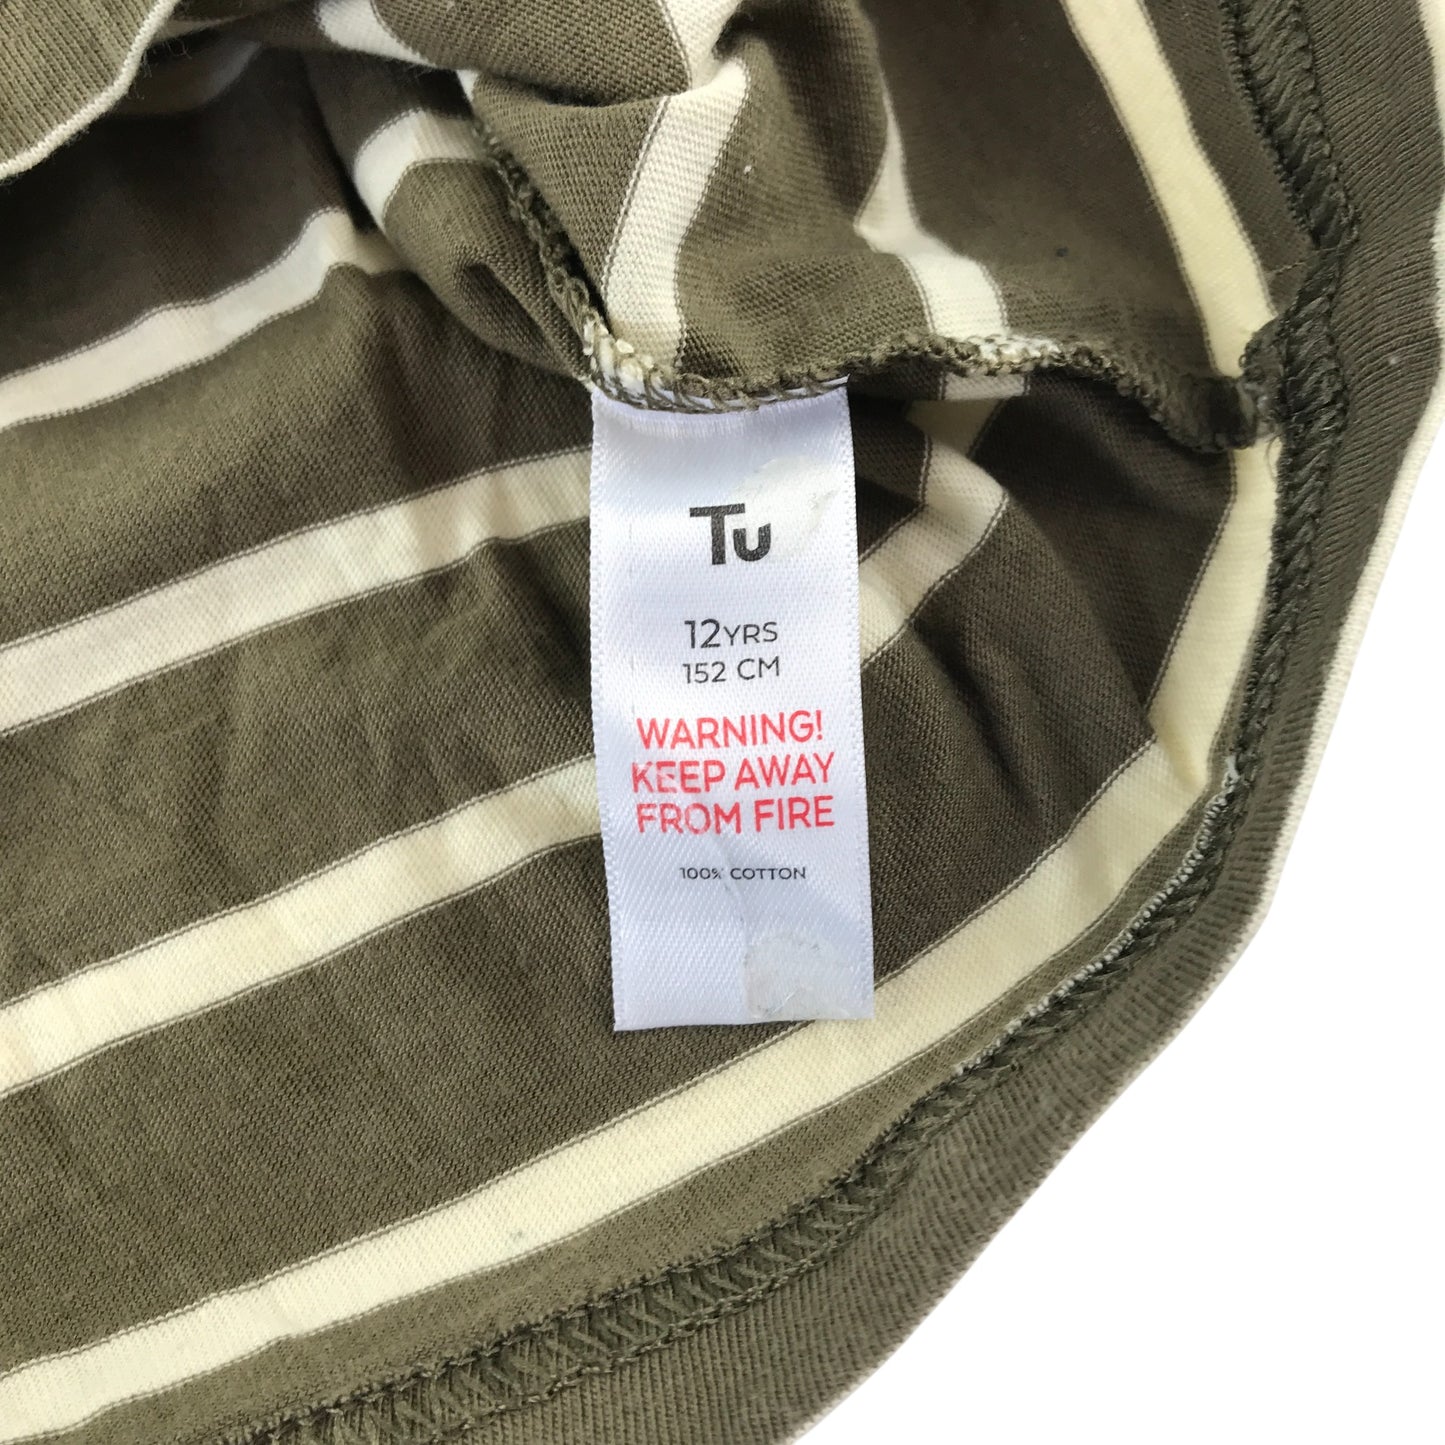 Tu
12YRS
152 CM
WARNING!
KEEP AWAY
FROM FIRE
100% COTTON